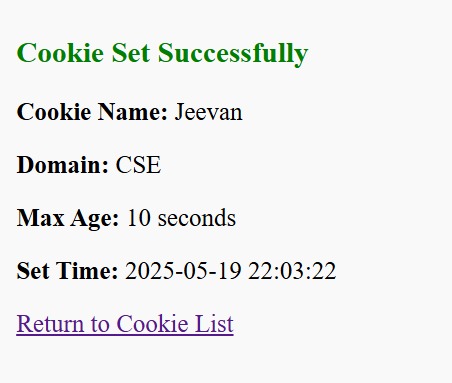 Cookie Set Successfully
Cookie Name: Jeevan
Domain: CSE
Max Age: 10 seconds
Set Time: 2025-05-19 22:03:22
Return to Cookie List